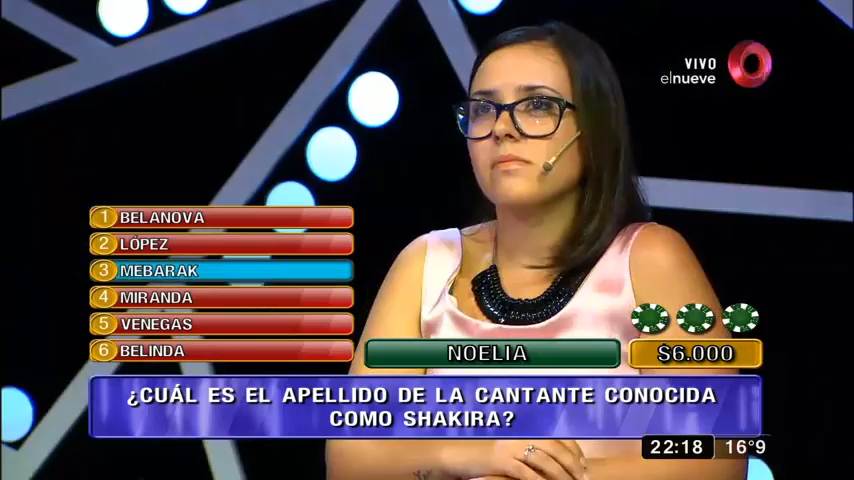 VIVO
elnueve
1 BELANOVA
2 LÓPEZ
3 MEBARAK
4 MIRANDA
5 VENEGAS
6 BELINDA
NOELIA
$6.000
¿CUÁL ES EL APELLIDO DE LA CANTANTE CONOCIDA
COMO SHAKIRA?
22:18 16°9